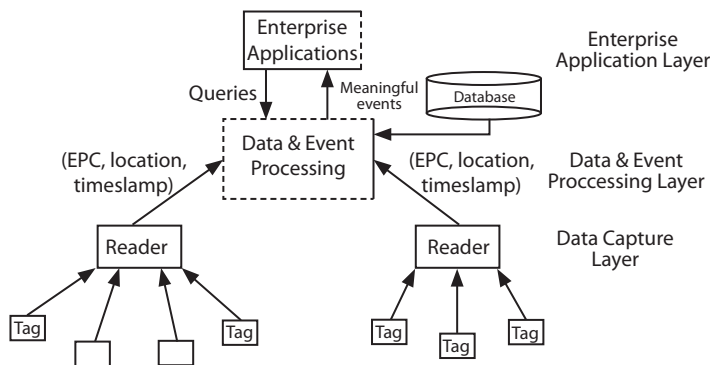 Enterprise
Applications
Enterprise
Application Layer
Queries
Meaningful
events
Database
Data & Event
Processing
(EPC, location,
timeslamp)
(EPC, location,
timeslamp)
Data & Event
Proccessing Layer
Reader
Reader
Data Capture
Layer
Tag
Tag
Tag
Tag
Tag